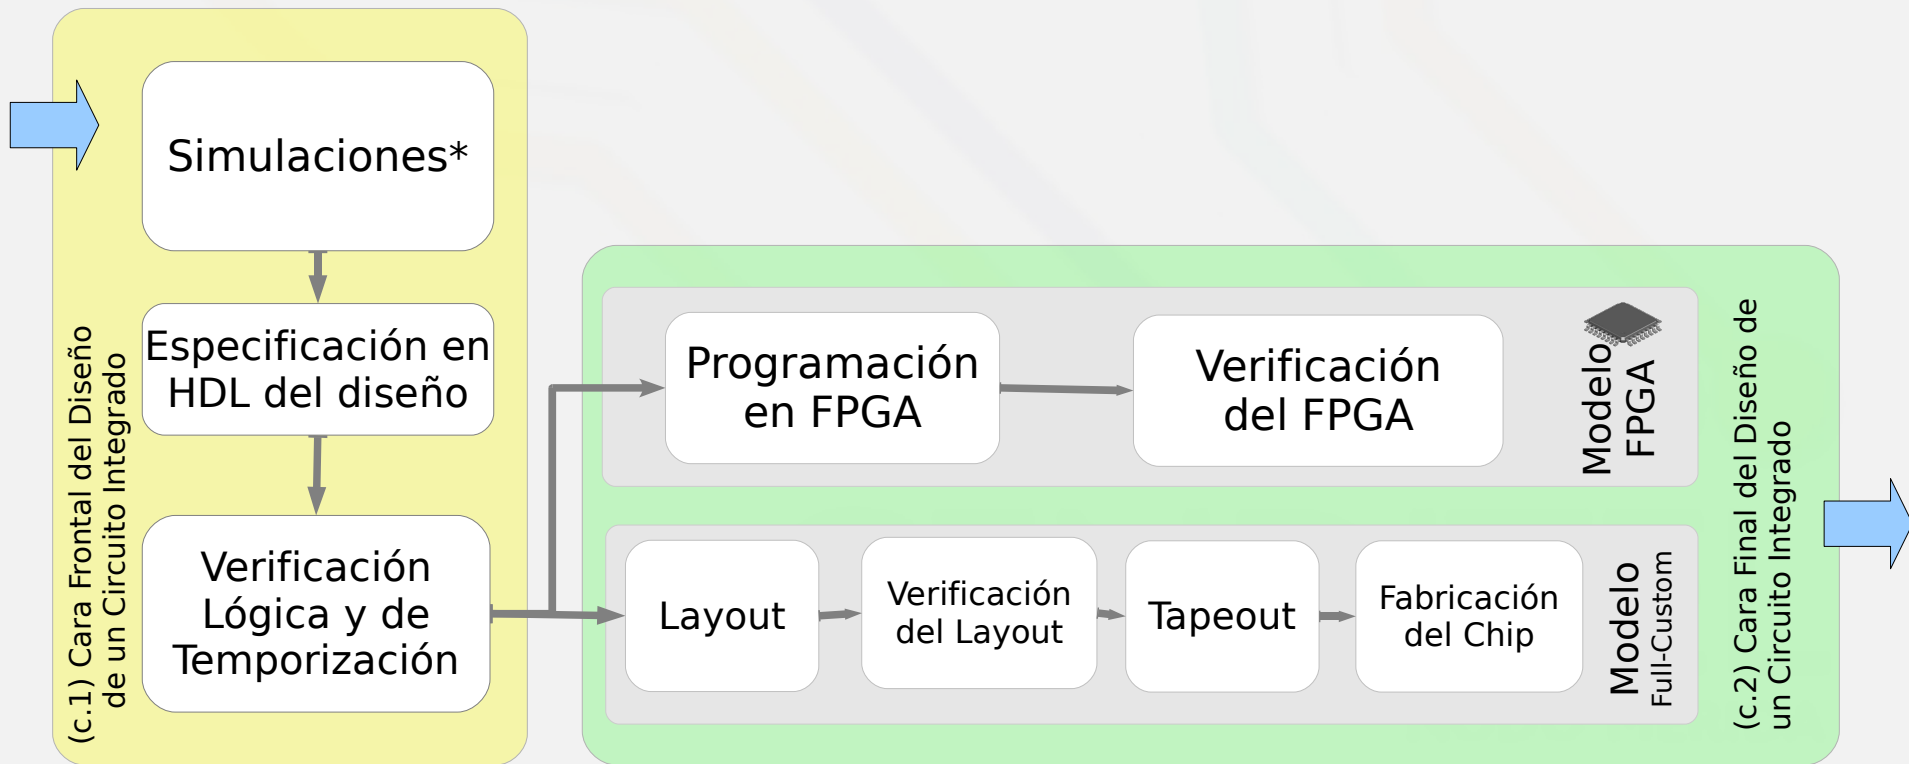 (c.1) Cara Frontal del Diseño
de un Circuito Integrado
Simulaciones*
Especificación en
HDL del diseño
Verificación
Lógica y de
Temporización
Programación
en FPGA
Verificación
del FPGA
Modelo
FPGA
Layout
Verificación
del Layout
Tapeout
Fabricación
del Chip
Modelo
Full-Custom
(c.2) Cara Final del Diseño de
un Circuito Integrado